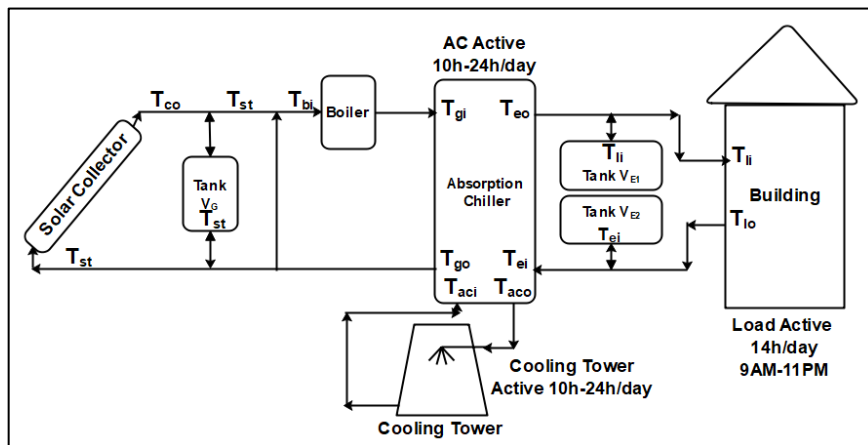 AC Active
10h-24h/day
Tco
Tst
Tbi
Boiler
Tgi
Teo
Solar Collector
Tank
VG
Tst
Tli
Tank VE1
Tli
Absorption
Chiller
Building
Tank VE2
Tei
Tlo
Tst
Tgo
Tei
Taci
Taco
Load Active
14h/day
9AM-11PM
Cooling Tower
Active 10h-24h/day
Cooling Tower